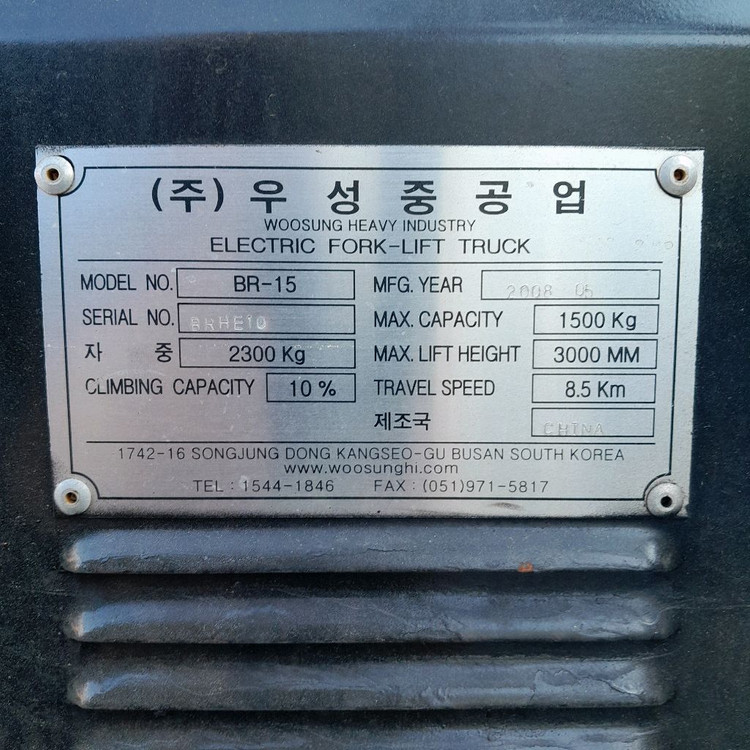 (주) 우성중공업
WOOSUNG HEAVY INDUSTRY
ELECTRIC FORK-LIFT TRUCK
MODEL NO. BR-15 MFG. YEAR 2008 05
SERIAL NO. BRHE10 MAX. CAPACITY 1500 Kg
자 중 2300 Kg MAX. LIFT HEIGHT 3000 MM
CLIMBING CAPACITY 10 % TRAVEL SPEED 8.5 Km
제조국 CHINA
1742-16 SONGJUNG DONG KANGSEO-GU BUSAN SOUTH KOREA
www.woosunghi.com
TEL : 1544-1846 FAX : (051)971-5817